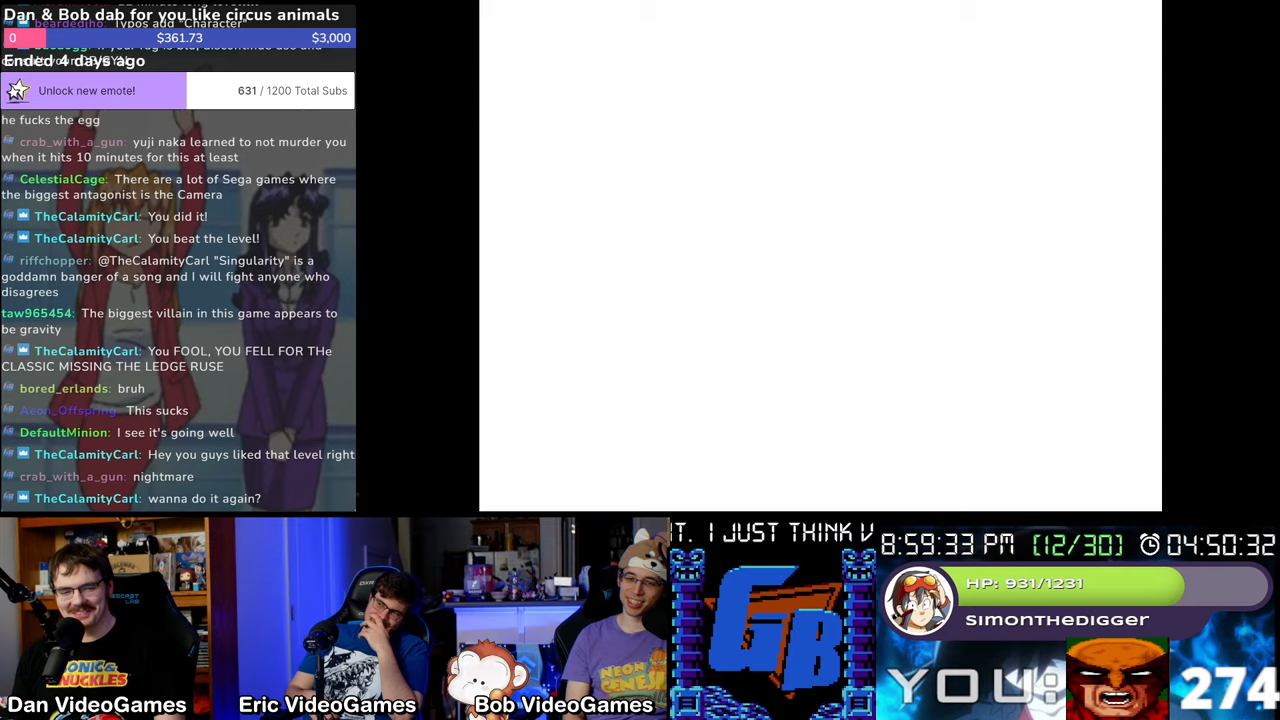 Dan & Bob dab for you like circus animals
beardedjho: Typos add "Character"
0 $361.73 $3,000
Ended 4 days ago
Unlock new emote! 631 / 1200 Total Subs
he fucks the egg
crab_with_a_gun: yuji naka learned to not murder you
when it hits 10 minutes for this at least
CelestialCage: There are a lot of Sega games where
the biggest antagonist is the Camera
TheCalamityCarl: You did it!
TheCalamityCarl: You beat the level!
riffchopper: @TheCalamityCarl "Singularity" is a
goddamn banger of a song and I will fight anyone who
disagrees
taw965454: The biggest villain in this game appears to
be gravity
TheCalamityCarl: You FOOL, YOU FELL FOR THe
CLASSIC MISSING THE LEDGE RUSE
bored_erlands: bruh
Aeon_Offspring: This sucks
DefaultMinion: I see it's going well
TheCalamityCarl: Hey you guys liked that level right
crab_with_a_gun: nightmare
TheCalamityCarl: wanna do it again?
IT. I JUST THINK
8:59:33 PM [12/30] 04:50:32
HP: 931/1231
SIMONTHEDIGGER
GB
YOU: 274
SONIC &
KNUCKLES
NEON
GENESIS
Dan VideoGames
Eric VideoGames
Bob VideoGames